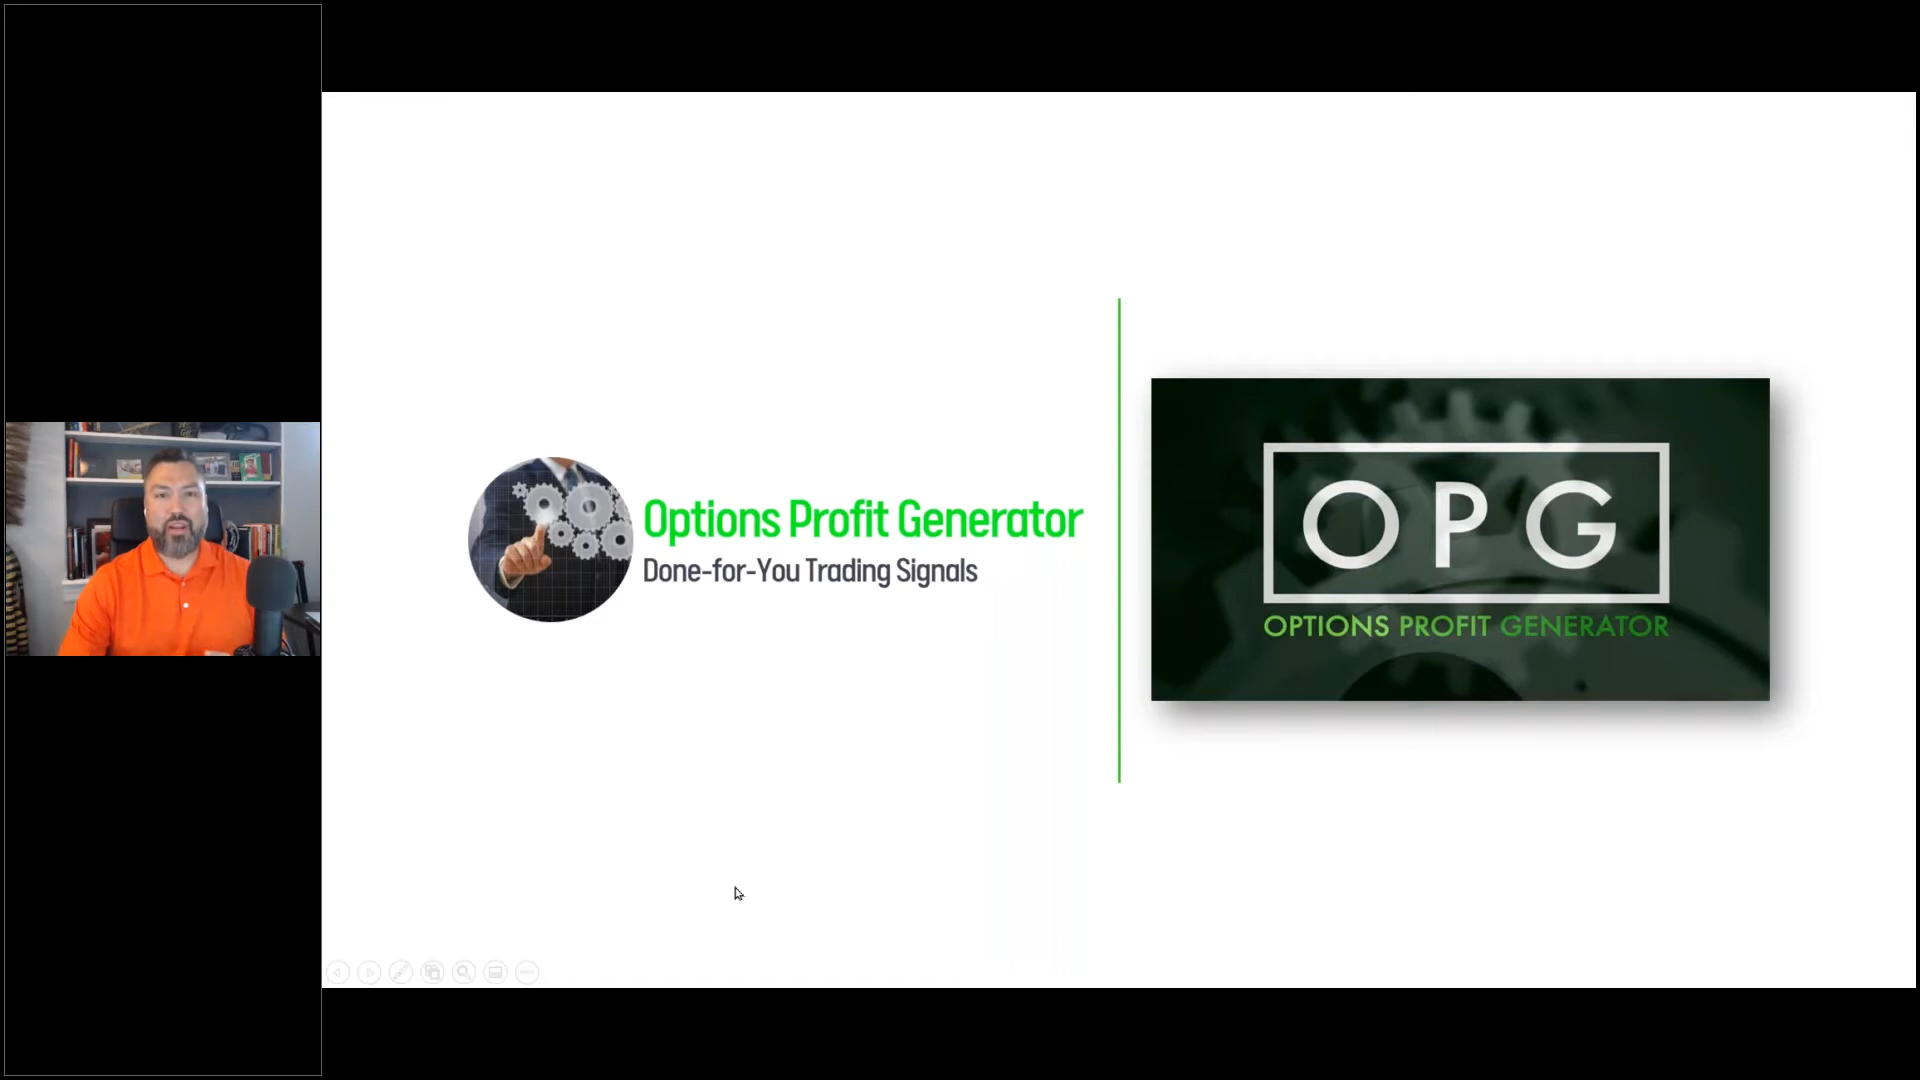 Options Profit Generator
Done-for-You Trading Signals
OPG
OPTIONS PROFIT GENERATOR